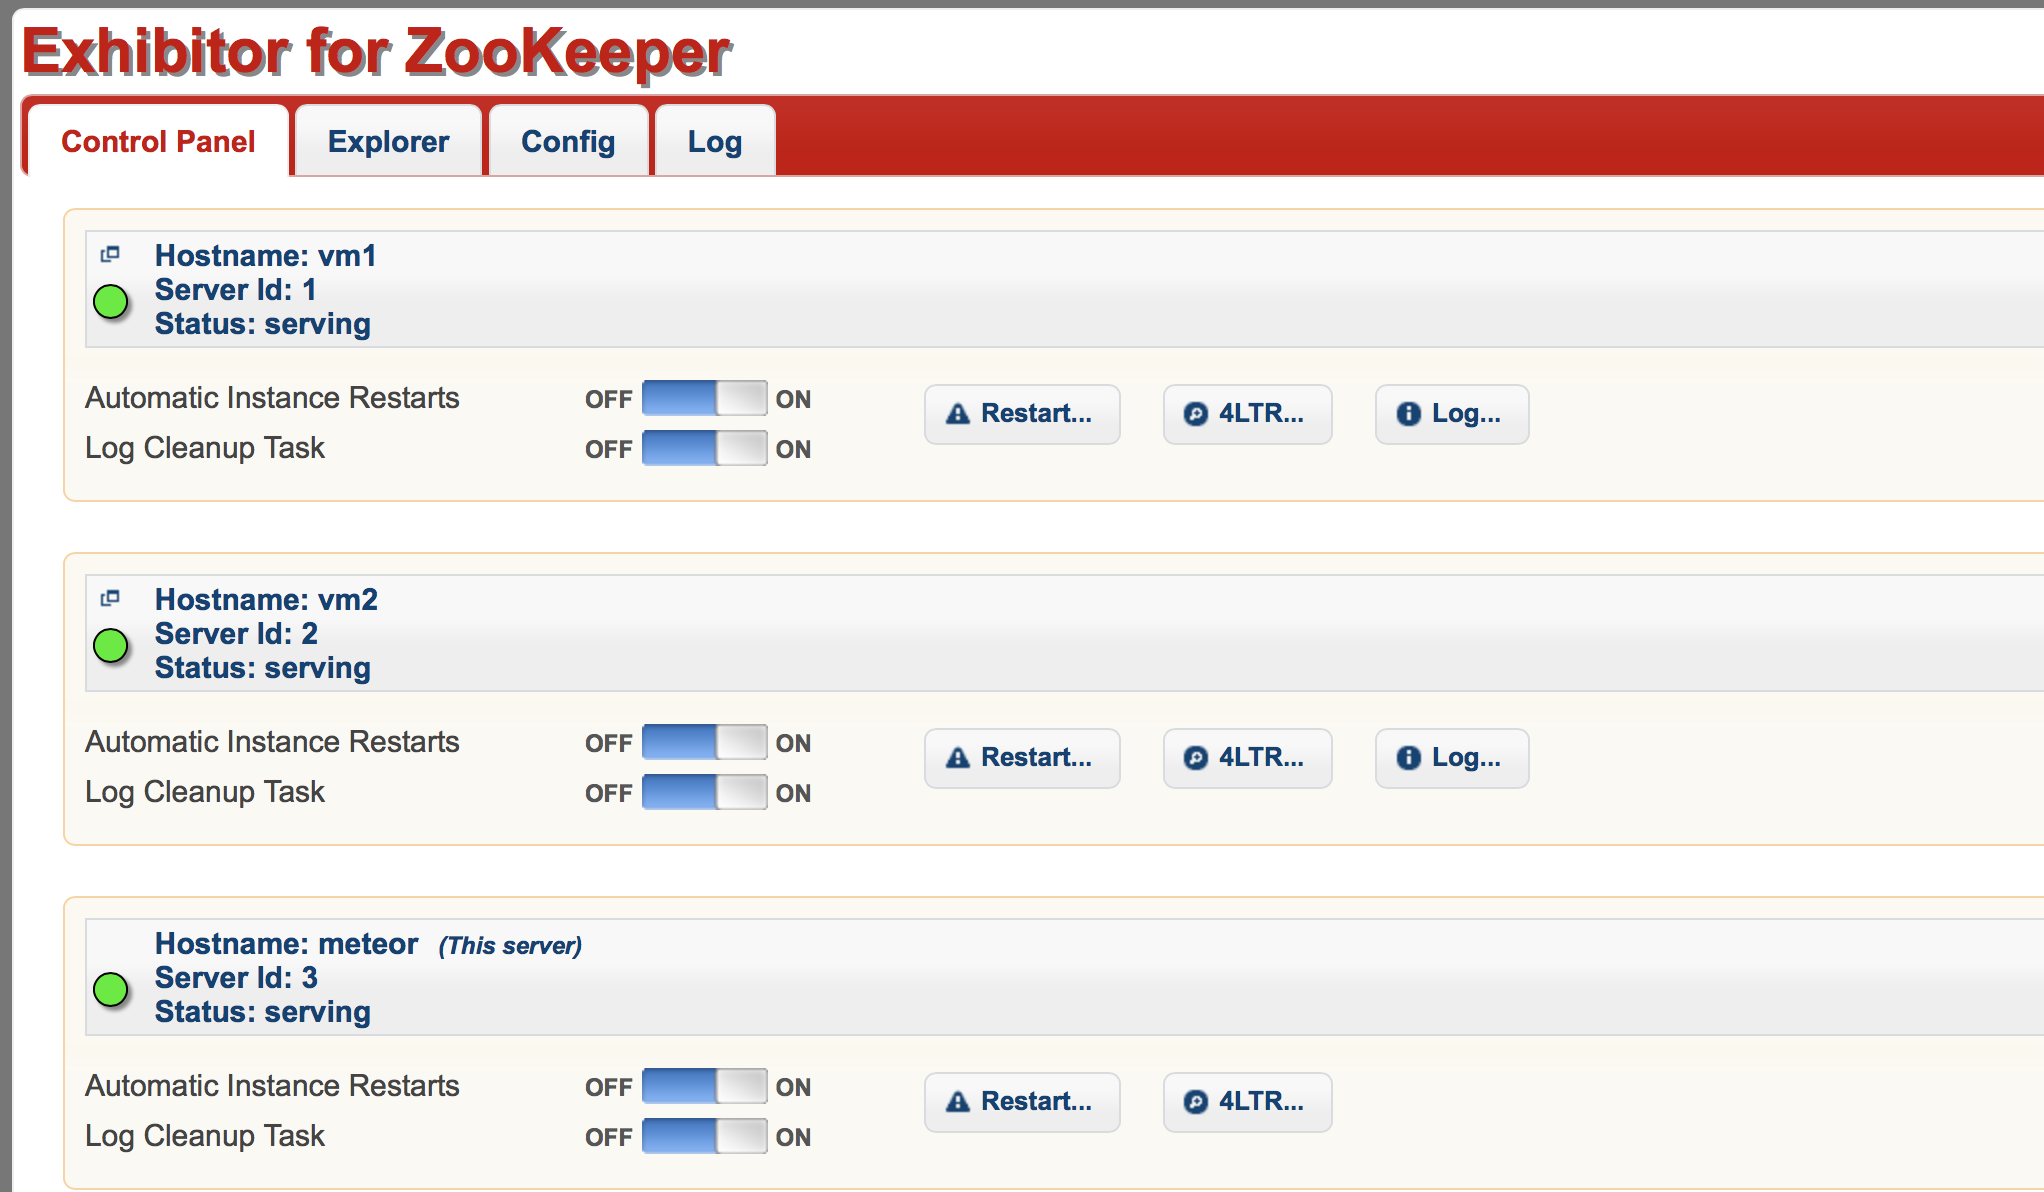 Exhibitor for ZooKeeper
Control Panel Explorer Config Log
Hostname: vm1
Server Id: 1
Status: serving
Automatic Instance Restarts OFF ON Restart... 4LTR... Log...
Log Cleanup Task OFF ON
Hostname: vm2
Server Id: 2
Status: serving
Automatic Instance Restarts OFF ON Restart... 4LTR... Log...
Log Cleanup Task OFF ON
Hostname: meteor (This server)
Server Id: 3
Status: serving
Automatic Instance Restarts OFF ON Restart... 4LTR...
Log Cleanup Task OFF ON